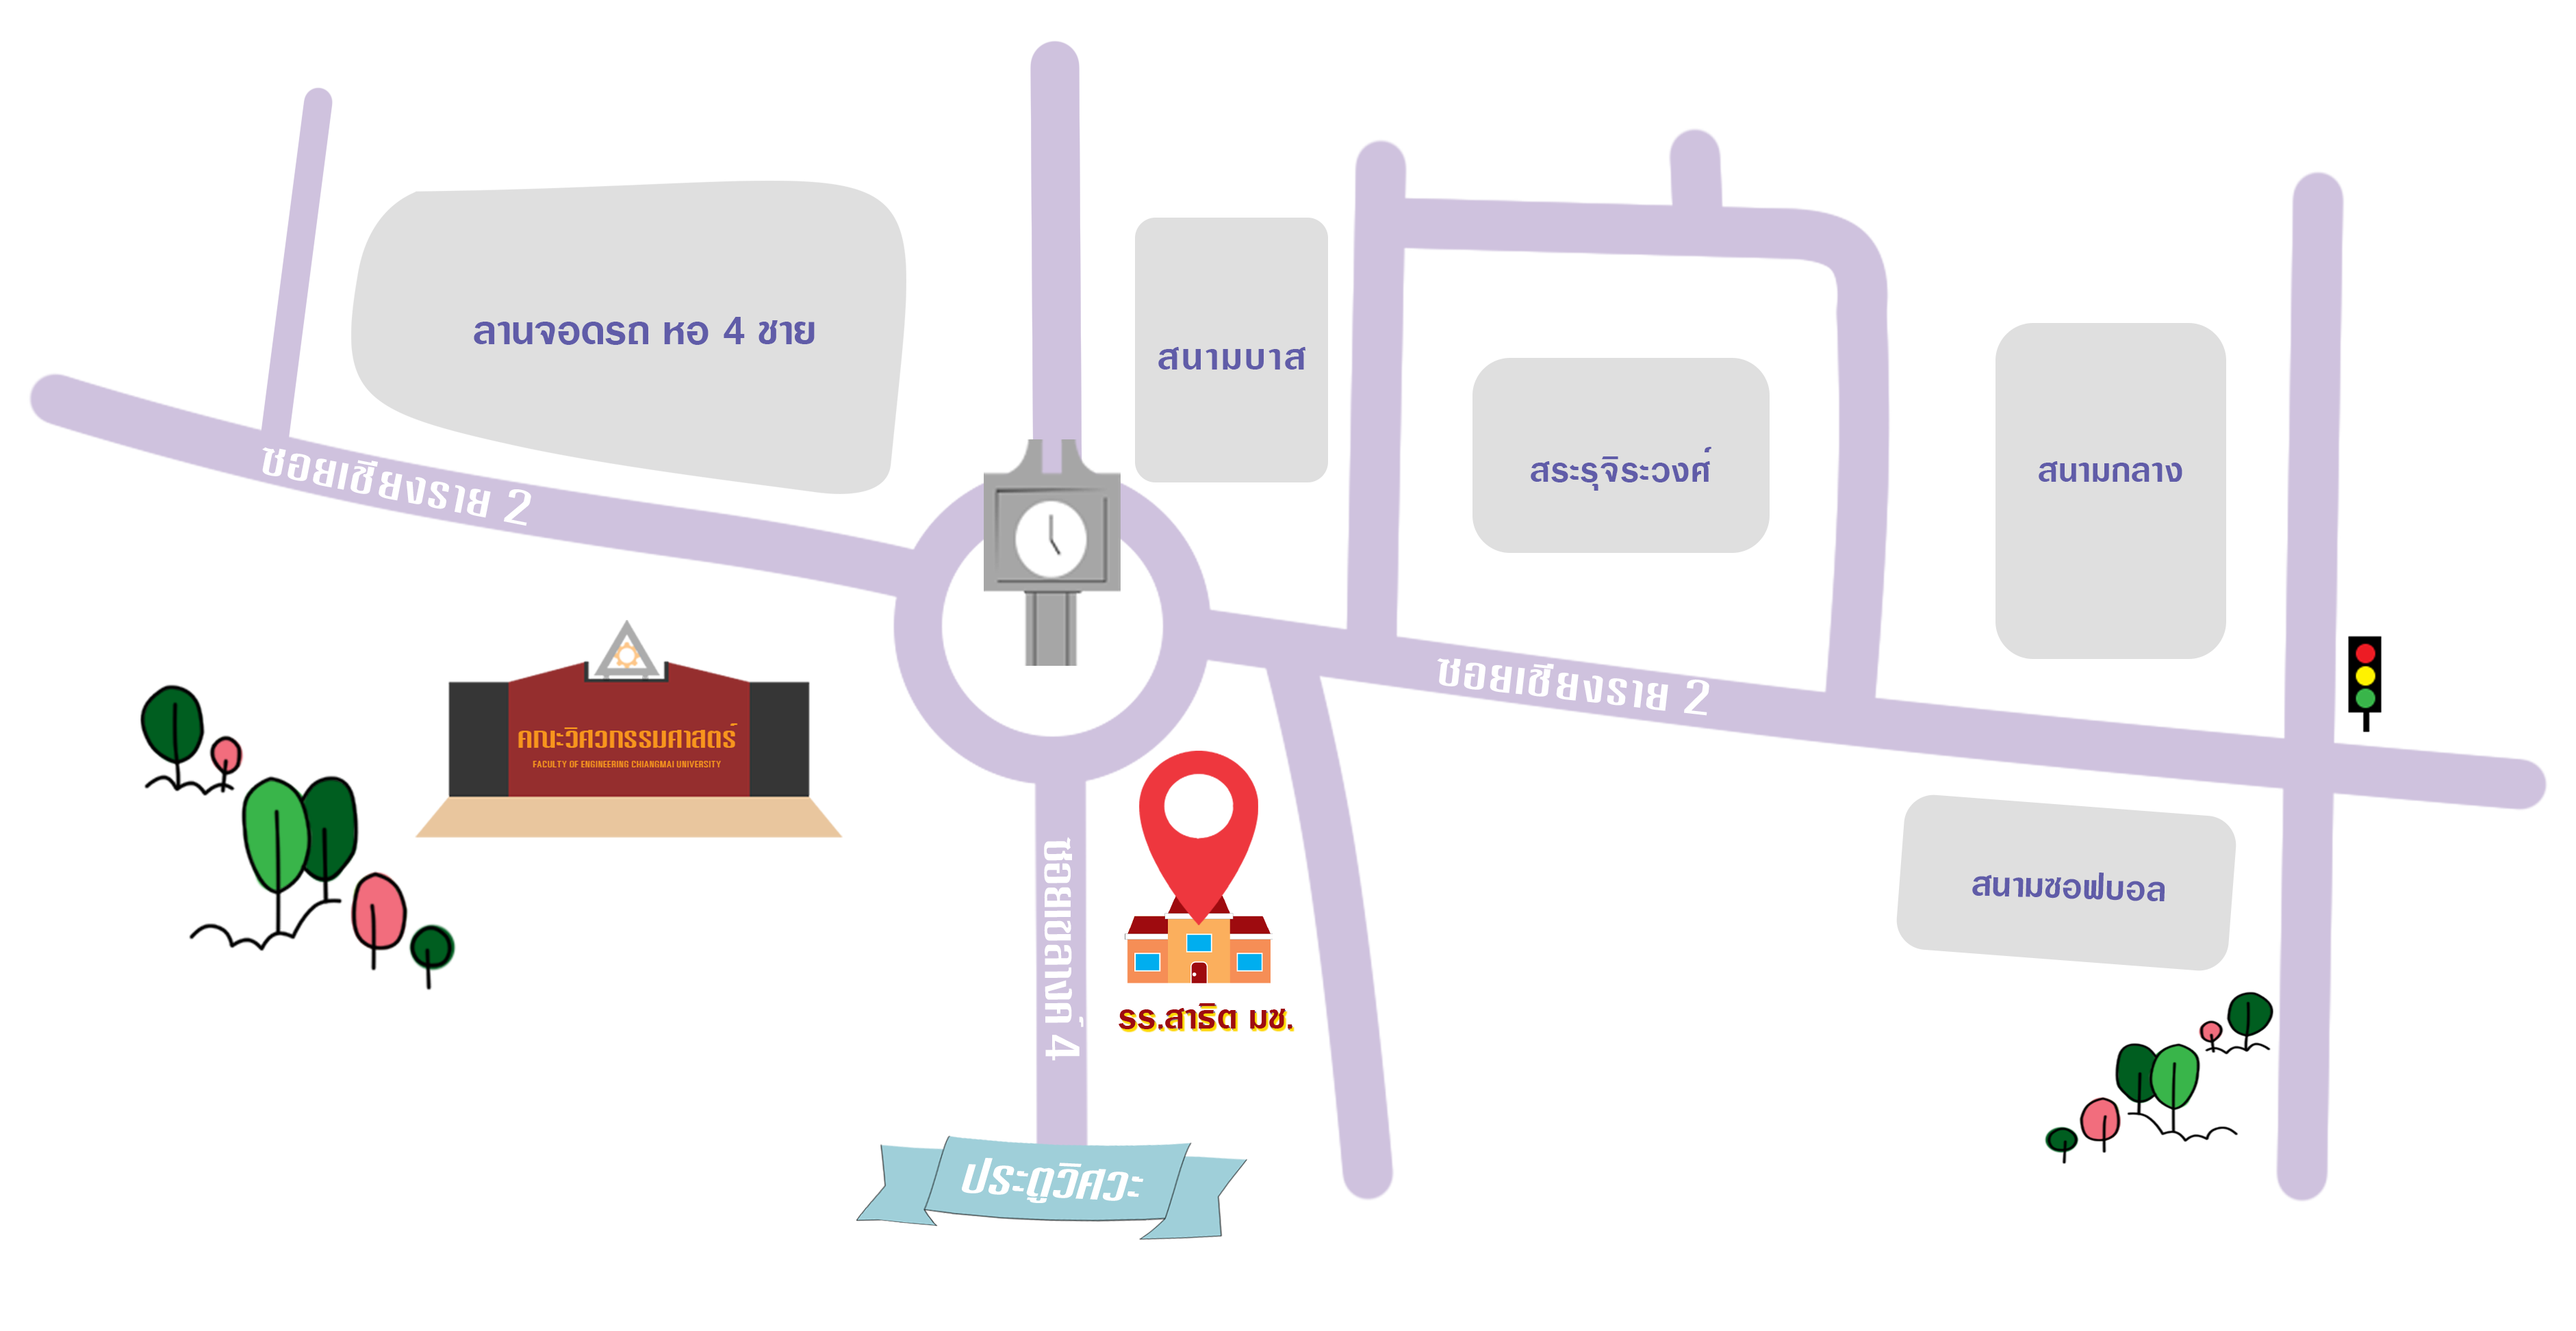 ลานจอดรถ หอ 4 ชาย
สนามบาส
สระรุจิระวงศ์
สนามกลาง
ซอยเชียงราย 2
ซอยเชียงราย 2
คณะวิศวกรรมศาสตร์
FACULTY OF ENGINEERING CHIANGMAI UNIVERSITY
ซอยเขลางค์ 4
รร.สาธิต มช.
สนามซอฟบอล
ประตูวิศวะ